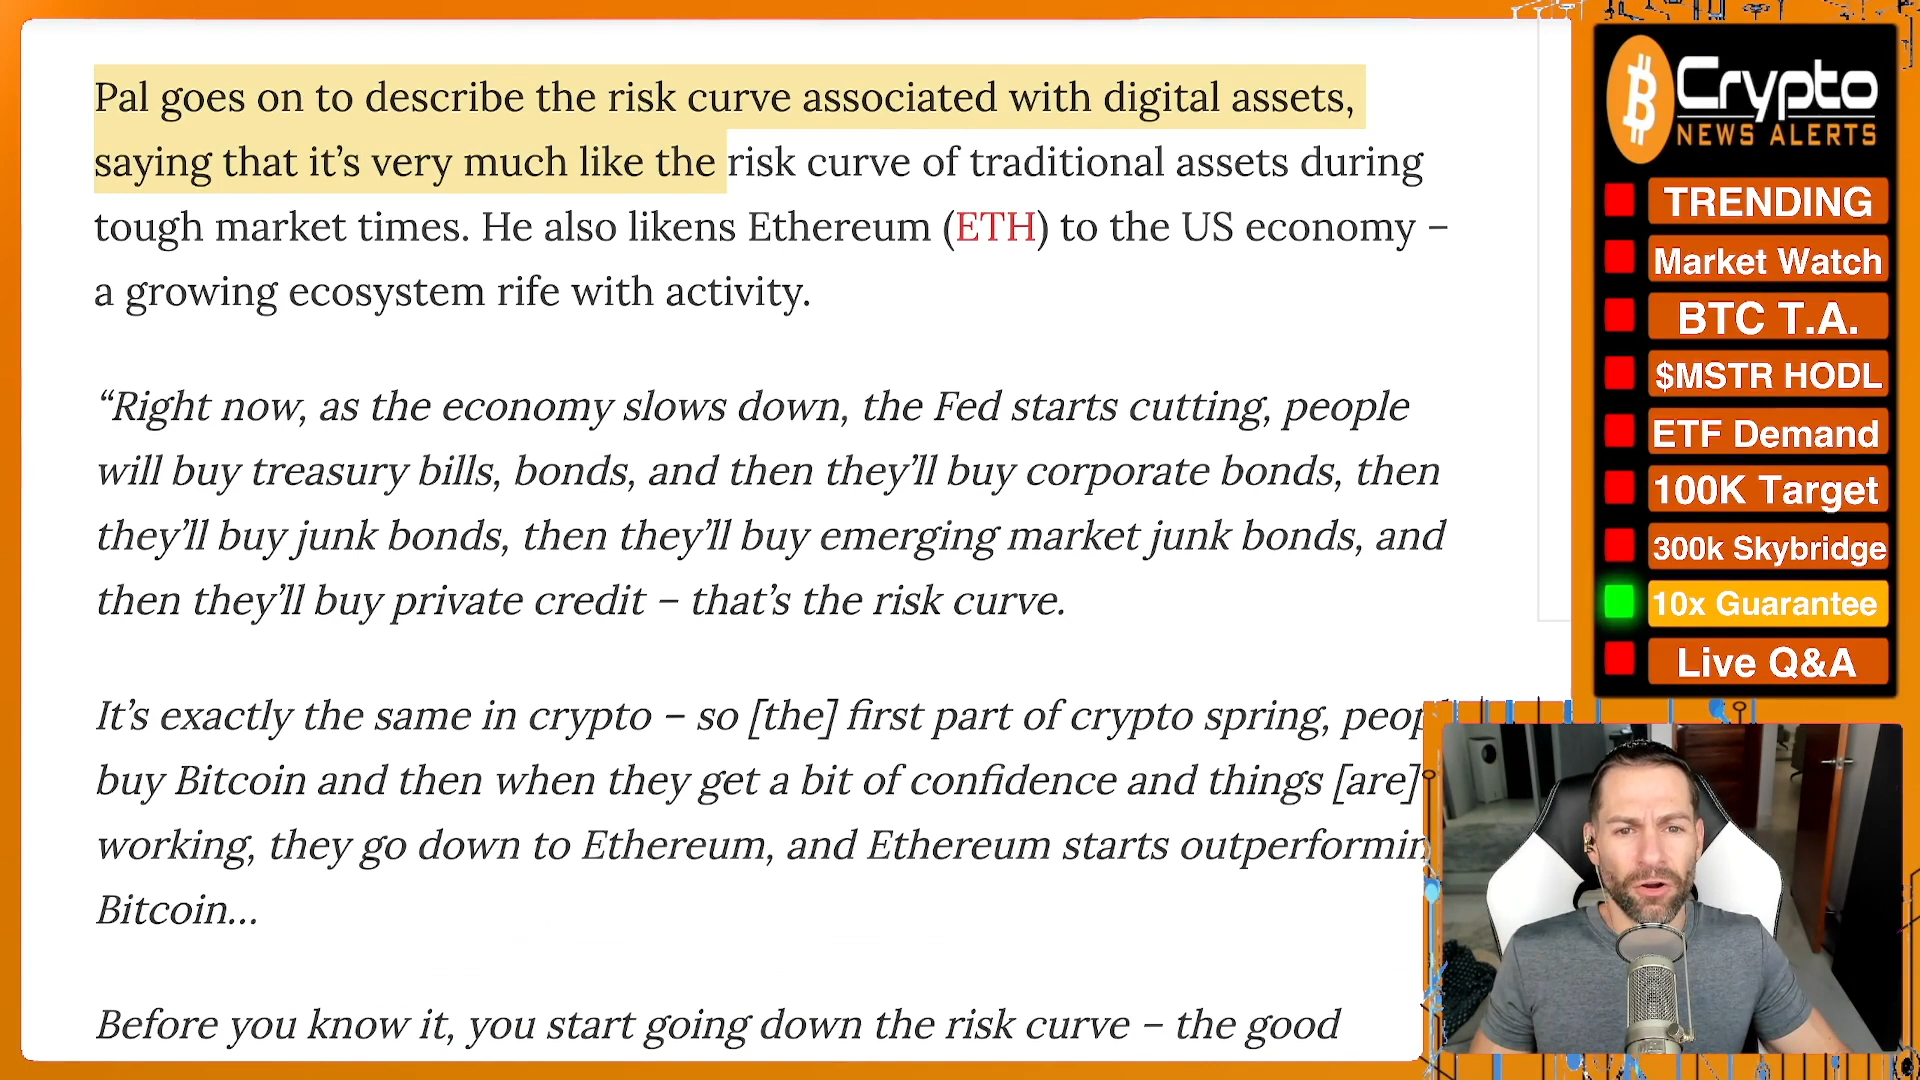 Pal goes on to describe the risk curve associated with digital assets,
saying that it's very much like the risk curve of traditional assets during
tough market times. He also likens Ethereum (ETH) to the US economy –
a growing ecosystem rife with activity.
“Right now, as the economy slows down, the Fed starts cutting, people
will buy treasury bills, bonds, and then they’ll buy corporate bonds, then
they’ll buy junk bonds, then they’ll buy emerging market junk bonds, and
then they’ll buy private credit – that’s the risk curve.
It’s exactly the same in crypto – so [the] first part of crypto spring,
buy Bitcoin and then when they get a bit of confidence and things [are]
working, they go down to Ethereum, and Ethereum starts
Bitcoin…
Before you know it, you start going down the risk curve – the good
Crypto
NEWS ALERTS
TRENDING
Market Watch
BTC T.A.
$MSTR HODL
ETF Demand
100K Target
300k Skybridge
10x Guarantee
Live Q&A